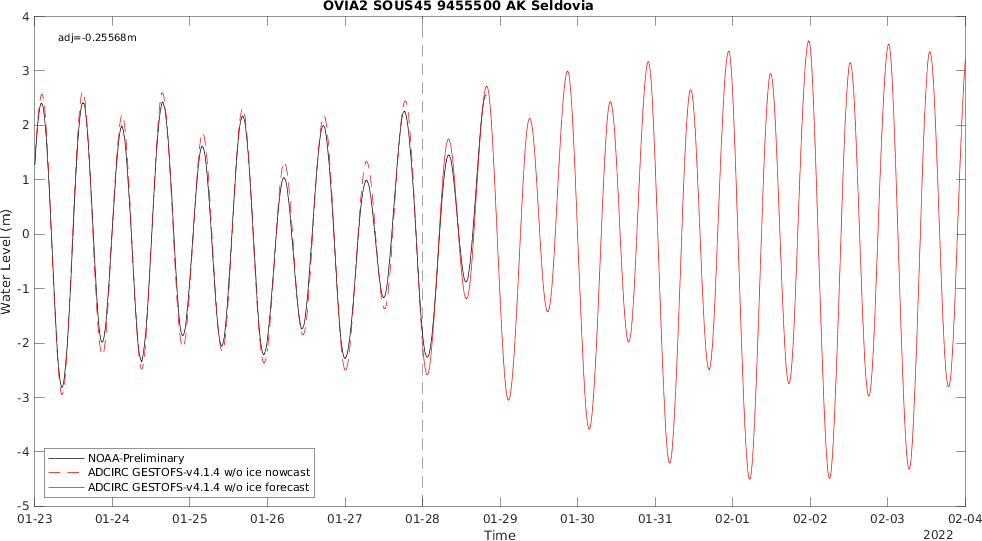 OVIA2 SOUS45 9455500 AK Seldovia
adj=-0.25568m
4
3
2
1
0
-1
-2
-3
-4
-5
Water Level (m)
NOAA-Preliminary
ADCIRC GESTOFS-v4.1.4 w/o ice nowcast
ADCIRC GESTOFS-v4.1.4 w/o ice forecast
01-23 01-24 01-25 01-26 01-27 01-28 01-29 01-30 01-31 02-01 02-02 02-03 02-04
Time
2022